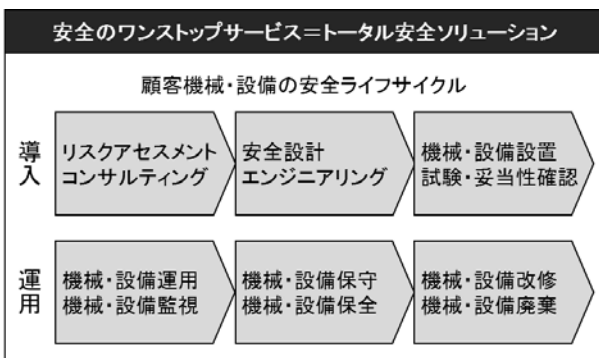 安全のワンストップサービス=トータル安全ソリューション
顧客機械・設備の安全ライフサイクル
導入
リスクアセスメント
コンサルティング
安全設計
エンジニアリング
機械・設備設置
試験・妥当性確認
運用
機械・設備運用
機械・設備監視
機械・設備保守
機械・設備保全
機械・設備改修
機械・設備廃棄